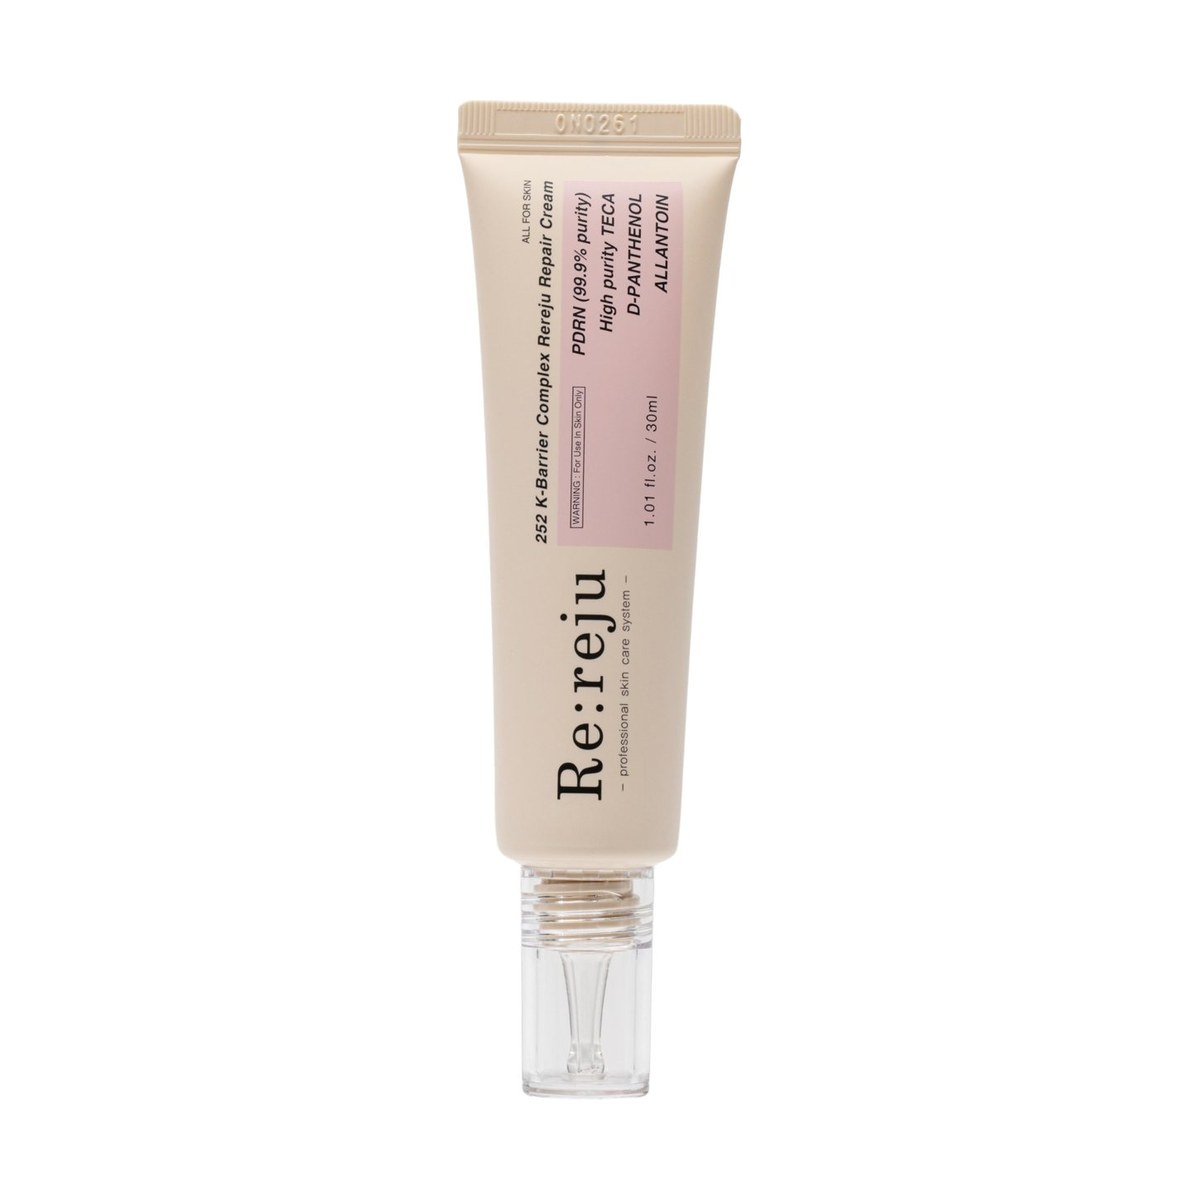 0N0261
ALL FOR SKIN
252 K-Barrier Complex Rereju Repair Cream
PDRN (99.9% purity)
High purity TECA
D-PANTHENOL
ALLANTOIN
WARNING : For Use In Skin Only
1.01 fl.oz. / 30ml
Re:reju
– professional skin care system –